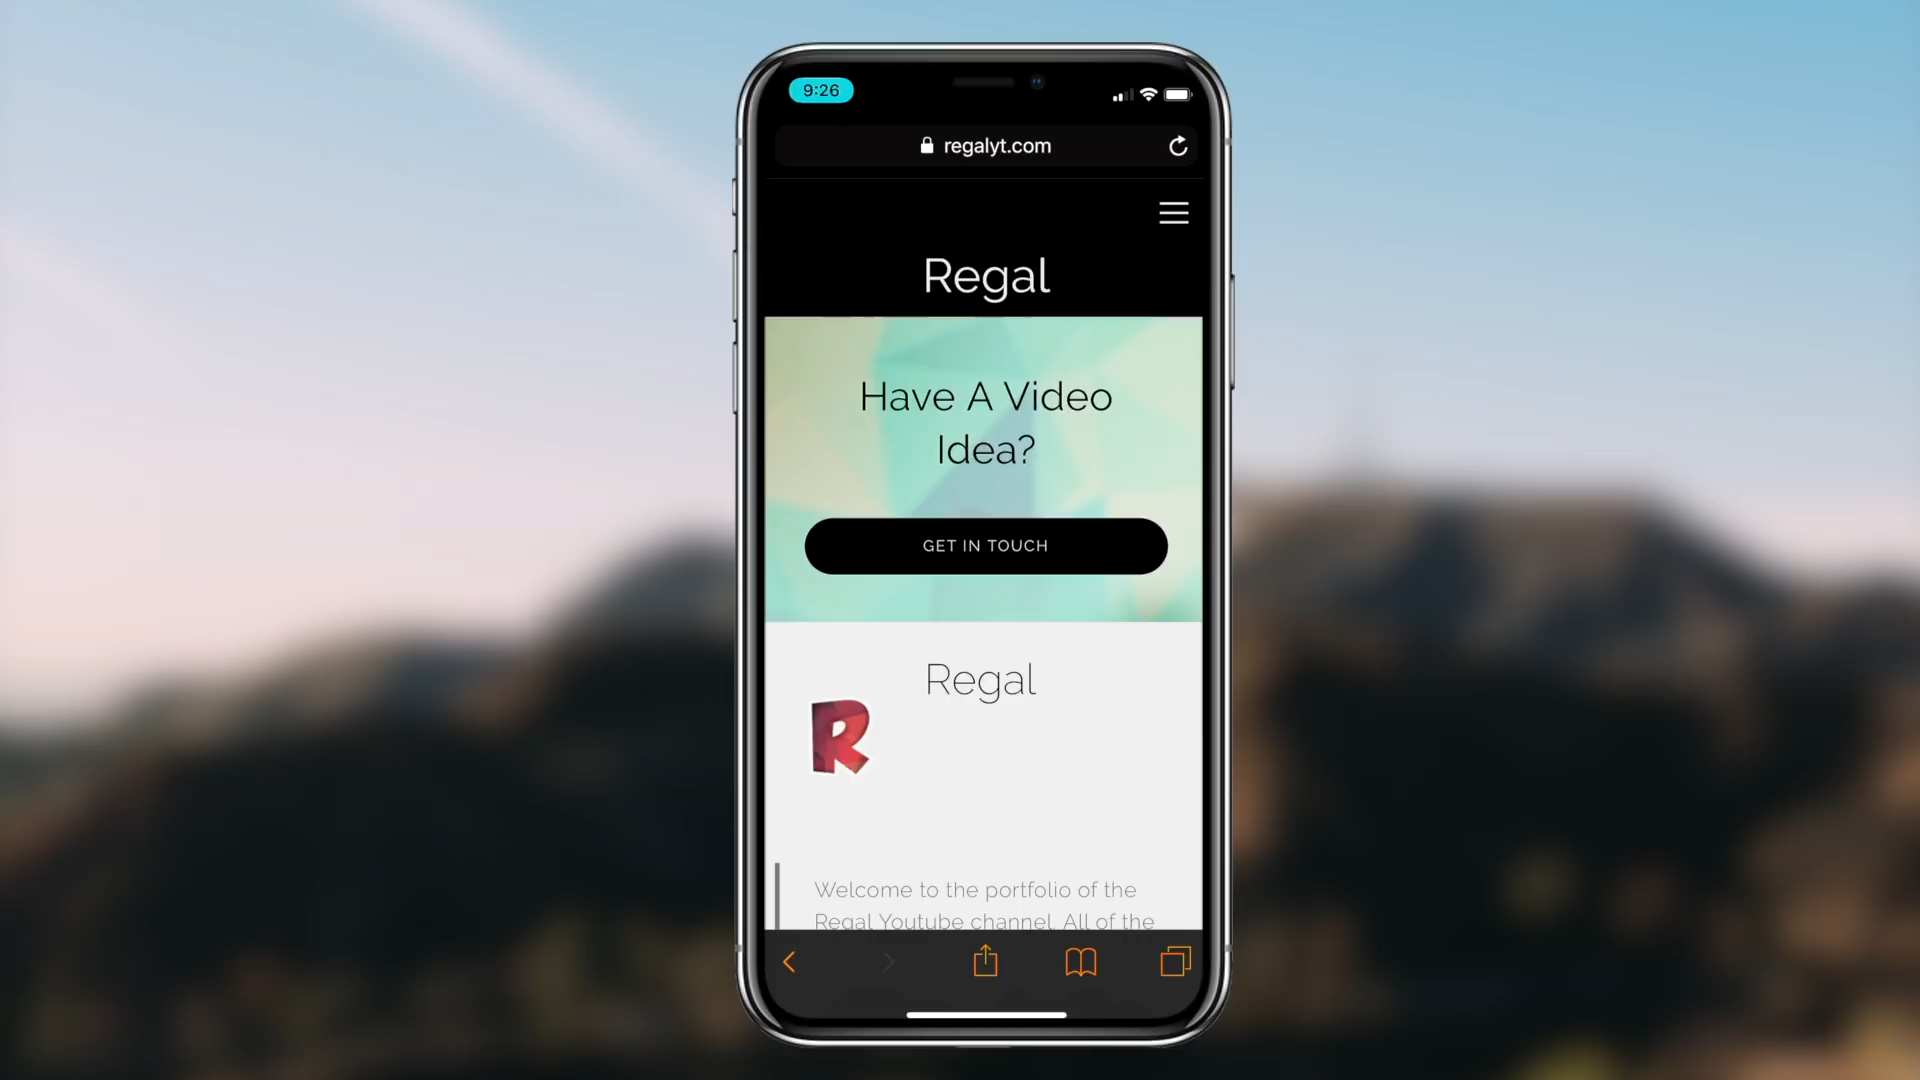 9:26
regalyt.com
Regal
Have A Video
Idea?
GET IN TOUCH
Regal
R
Welcome to the portfolio of the
Regal Youtube channel. All of the